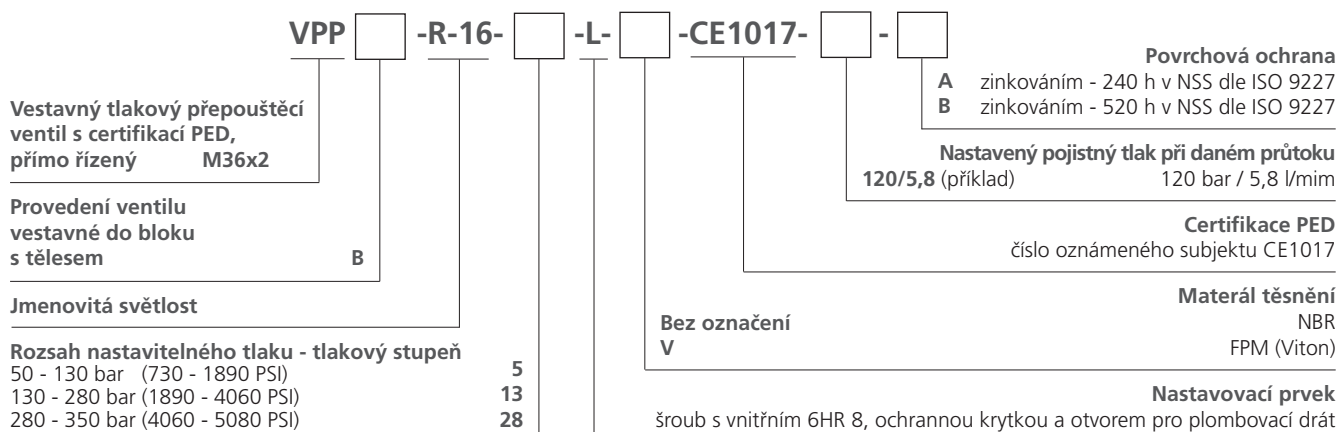 VPP -R-16- -L- -CE1017- -
Povrchová ochrana
A zinkováním - 240 h v NSS dle ISO 9227
B zinkováním - 520 h v NSS dle ISO 9227
Vestavný tlakový přepouštěcí
ventil s certifikací PED,
přímo řízený M36x2
Nastavený pojistný tlak při daném průtoku
120/5,8 (příklad) 120 bar / 5,8 l/mim
Provedení ventilu
vestavné do bloku
s tělesem B
Certifikace PED
číslo oznámeného subjektu CE1017
Jmenovitá světlost
Materál těsnění
Bez označení NBR
V FPM (Viton)
Rozsah nastavitelného tlaku - tlakový stupeň
50 - 130 bar (730 - 1890 PSI) 5
130 - 280 bar (1890 - 4060 PSI) 13
280 - 350 bar (4060 - 5080 PSI) 28
Nastavovací prvek
šroub s vnitřním 6HR 8, ochrannou krytkou a otvorem pro plombovací drát